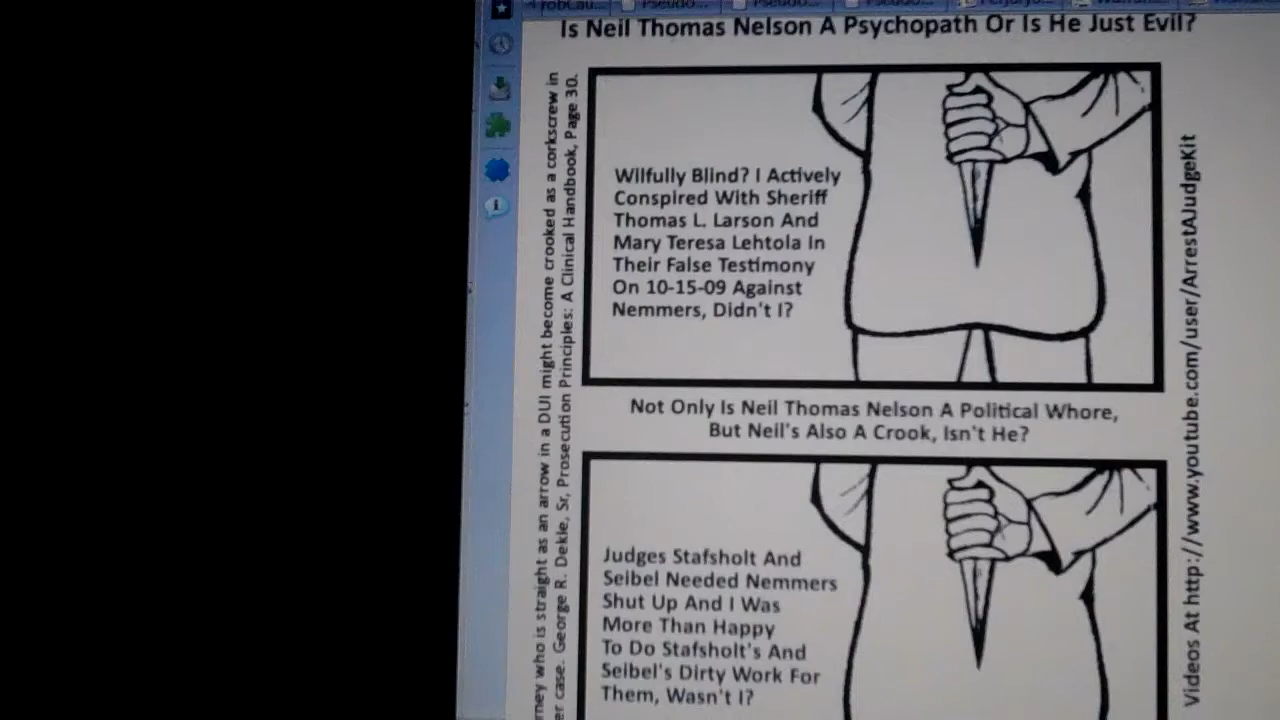 Pseudo...
Pseudo...
Pseudo...
Is Neil Thomas Nelson A Psychopath Or Is He Just Evil?
Wilfully Blind? I Actively
Conspired With Sheriff
Thomas L. Larson And
Mary Teresa Lehtola In
Their False Testimony
On 10-15-09 Against
Nemmers, Didn't I?
Not Only Is Neil Thomas Nelson A Political Whore,
But Neil's Also A Crook, Isn't He?
Judges Stafsholt And
Seibel Needed Nemmers
Shut Up And I Was
More Than Happy
To Do Stafsholt's And
Seibel's Dirty Work For
Them, Wasn't I?
rney who is straight as an arrow in a DUI might become crooked as a corkscrew in
er case. George R. Dekle, Sr, Prosecution Principles: A Clinical Handbook, Page 30.
Videos At http://www.youtube.com/user/ArrestAJudgeKit